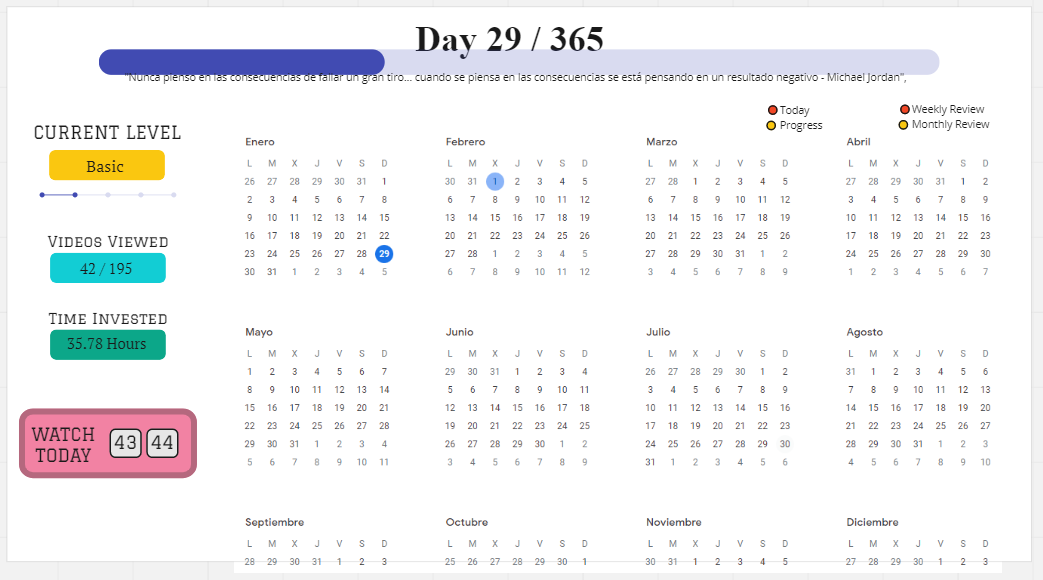 Day 29 / 365
"Nunca pienso en las consecuencias de fallar un gran tiro... cuando se piensa en las consecuencias se está pensando en un resultado negativo - Michael Jordan",
Today
Weekly Review
Progress
Monthly Review
CURRENT LEVEL
Basic
VIDEOS VIEWED
42 / 195
TIME INVESTED
35.78 Hours
WATCH TODAY 43 44
Enero
L M X J V S D
26 27 28 29 30 31 1
2 3 4 5 6 7 8
9 10 11 12 13 14 15
16 17 18 19 20 21 22
23 24 25 26 27 28 29
30 31 1 2 3 4 5
Febrero
L M X J V S D
30 31 1 2 3 4 5
6 7 8 9 10 11 12
13 14 15 16 17 18 19
20 21 22 23 24 25 26
27 28 1 2 3 4 5
6 7 8 9 10 11 12
Marzo
L M X J V S D
27 28 1 2 3 4 5
6 7 8 9 10 11 12
13 14 15 16 17 18 19
20 21 22 23 24 25 26
27 28 29 30 31 1 2
3 4 5 6 7 8 9
Abril
L M X J V S D
27 28 29 30 31 1 2
3 4 5 6 7 8 9
10 11 12 13 14 15 16
17 18 19 20 21 22 23
24 25 26 27 28 29 30
1 2 3 4 5 6 7
Mayo
L M X J V S D
1 2 3 4 5 6 7
8 9 10 11 12 13 14
15 16 17 18 19 20 21
22 23 24 25 26 27 28
29 30 31 1 2 3 4
5 6 7 8 9 10 11
Junio
L M X J V S D
29 30 31 1 2 3 4
5 6 7 8 9 10 11
12 13 14 15 16 17 18
19 20 21 22 23 24 25
26 27 28 29 30 1 2
3 4 5 6 7 8 9
Julio
L M X J V S D
26 27 28 29 30 1 2
3 4 5 6 7 8 9
10 11 12 13 14 15 16
17 18 19 20 21 22 23
24 25 26 27 28 29 30
31 1 2 3 4 5 6
Agosto
L M X J V S D
31 1 2 3 4 5 6
7 8 9 10 11 12 13
14 15 16 17 18 19 20
21 22 23 24 25 26 27
28 29 30 31 1 2 3
4 5 6 7 8 9 10
Septiembre
L M X J V S D
28 29 30 31 1 2 3
Octubre
L M X J V S D
25 26 27 28 29 30 1
Noviembre
L M X J V S D
30 31 1 2 3 4 5
Diciembre
L M X J V S D
27 28 29 30 1 2 3